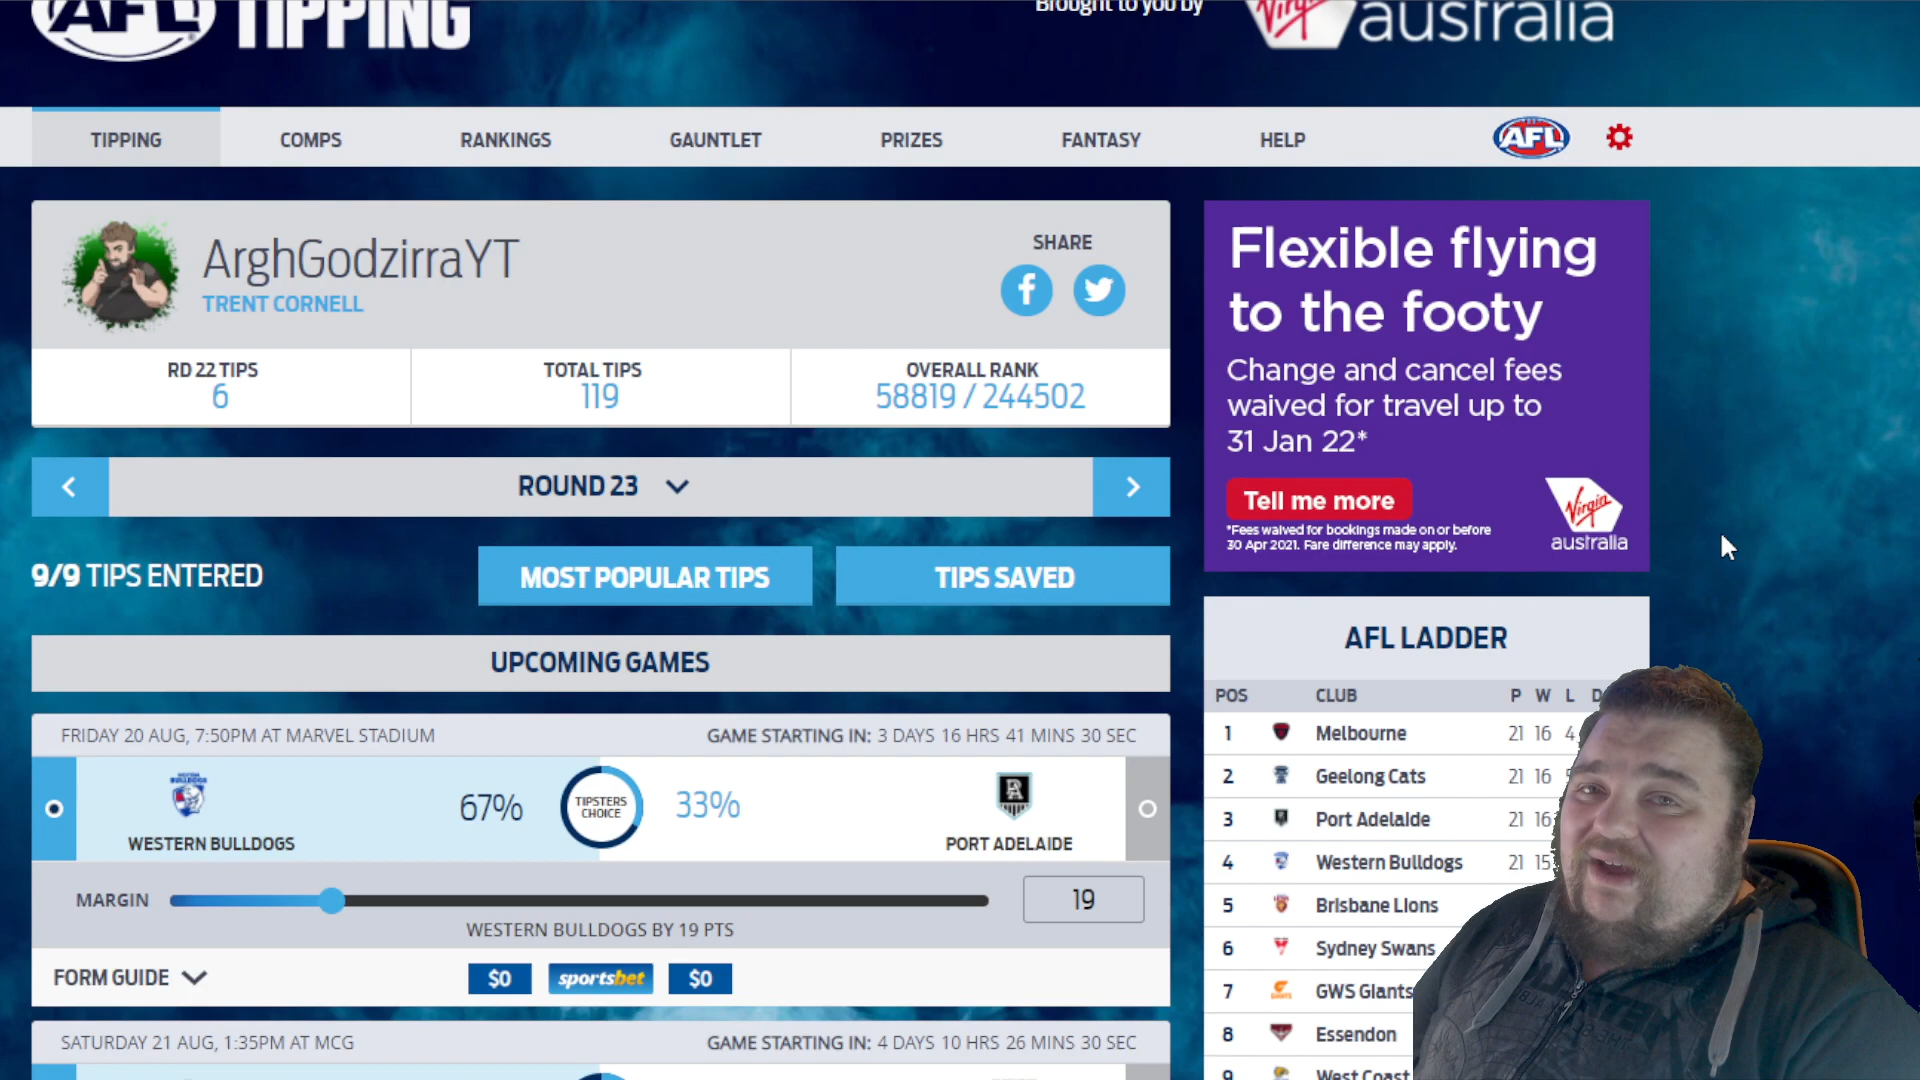 AFL TIPPING
Brought to you by
Virgin australia
TIPPING COMPS RANKINGS GAUNTLET PRIZES FANTASY HELP AFL
ArghGodzirraYT
TRENT CORNELL
SHARE
RD 22 TIPS
6
TOTAL TIPS
119
OVERALL RANK
58819 / 244502
ROUND 23
9/9 TIPS ENTERED
MOST POPULAR TIPS
TIPS SAVED
UPCOMING GAMES
FRIDAY 20 AUG, 7:50PM AT MARVEL STADIUM
GAME STARTING IN: 3 DAYS 16 HRS 41 MINS 30 SEC
WESTERN BULLDOGS
67%
TIPSTERS
CHOICE
33%
PORT ADELAIDE
MARGIN
19
WESTERN BULLDOGS BY 19 PTS
FORM GUIDE
$0 sportsbet $0
SATURDAY 21 AUG, 1:35PM AT MCG
GAME STARTING IN: 4 DAYS 10 HRS 26 MINS 30 SEC
Flexible flying
to the footy
Change and cancel fees
waived for travel up to
31 Jan 22*
Tell me more
*Fees waived for bookings made on or before
30 Apr 2021. Fare difference may apply.
Virgin
australia
AFL LADDER
POS CLUB P W L D
1 Melbourne 21 16 4
2 Geelong Cats 21 16
3 Port Adelaide 21 16
4 Western Bulldogs 21 15
5 Brisbane Lions
6 Sydney Swans
7 GWS Giants
8 Essendon
9 West Coast